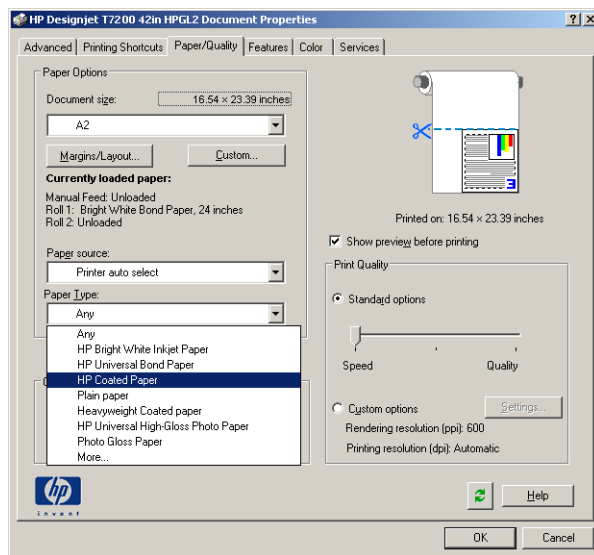 HP Designjet T7200 42in HPGL2 Document Properties
Advanced Printing Shortcuts Paper/Quality Features Color Services
Paper Options
Document size: 16.54 × 23.39 inches
A2
Margins/Layout... Custom...
Currently loaded paper:
Manual Feed: Unloaded
Roll 1: Bright White Bond Paper, 24 inches
Roll 2: Unloaded
Paper source:
Printer auto select
Paper Type:
Any
Any
HP Bright White Inkjet Paper
HP Universal Bond Paper
HP Coated Paper
Plain paper
Heavyweight Coated paper
HP Universal High-Gloss Photo Paper
Photo Gloss Paper
More...
3
Printed on: 16.54 × 23.39 inches
Show preview before printing
Print Quality
Standard options
Speed Quality
Custom options Settings...
Rendering resolution (ppi): 600
Printing resolution (dpi): Automatic
hp
invent
Help
OK Cancel